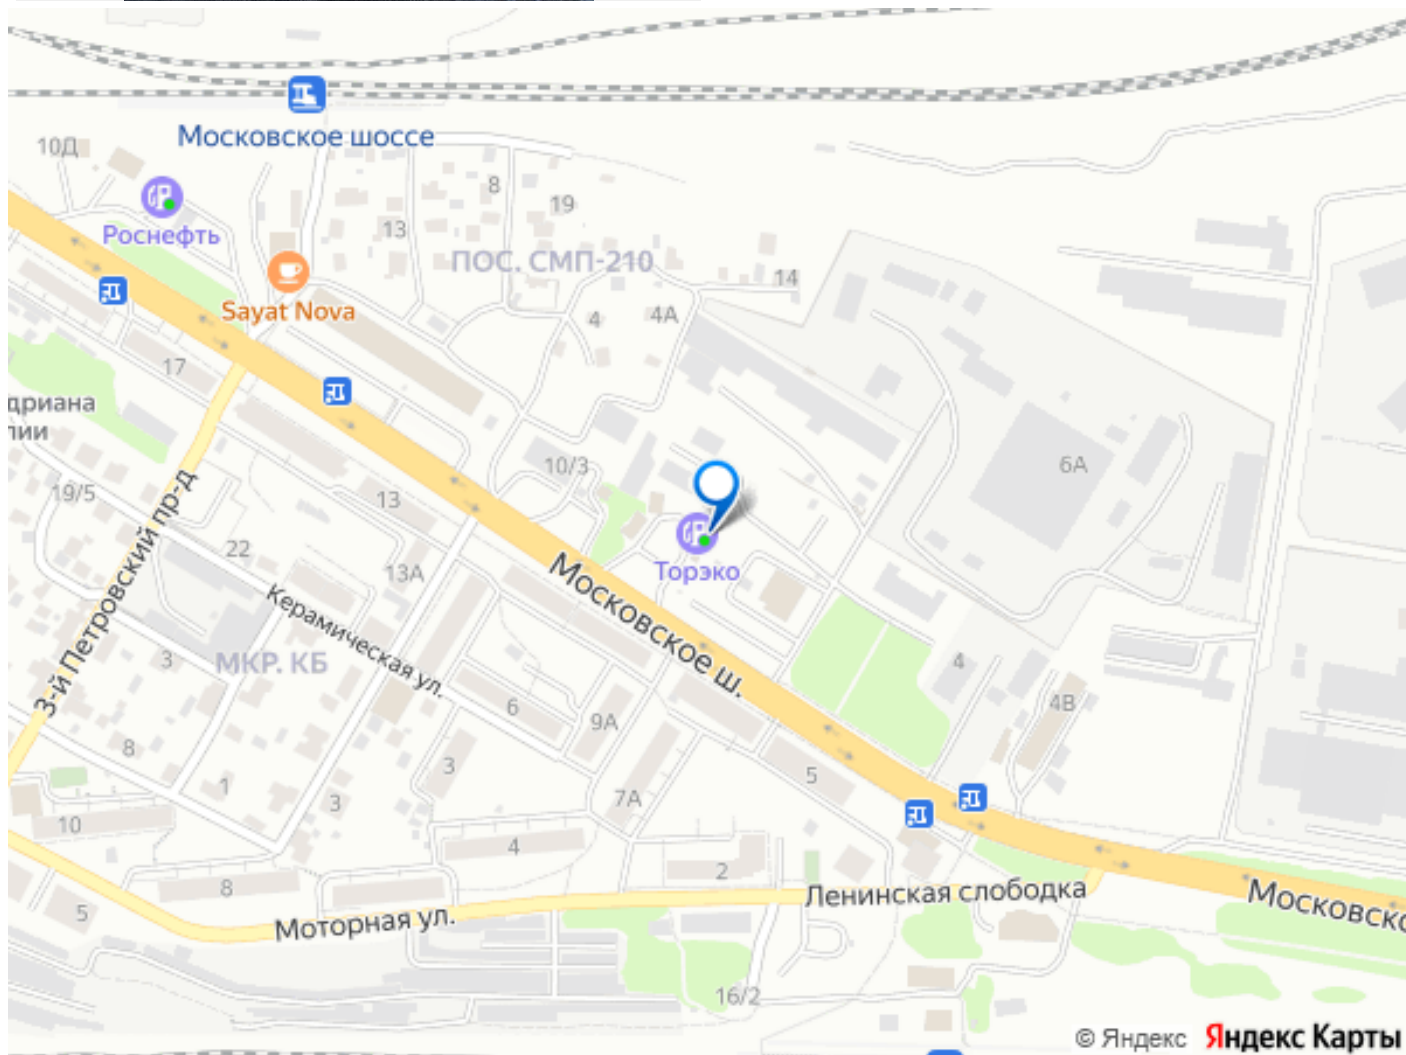 Московское шоссе
10Д
8
19
13
Роснефть
ПОС. СМП-210
14
Sayat Nova
4
4А
17
дриана
лии
10/3
6А
19/5
13
22
13А
Торэко
3-й Петровский пр-д
Керамическая ул.
Московское ш.
МКР. КБ
3
4
6
9А
4В
8
1
3
3
7А
5
10
4
2
8
5
Моторная ул.
Ленинская слободка
Московско
16/2
© Яндекс Яндекс Карты